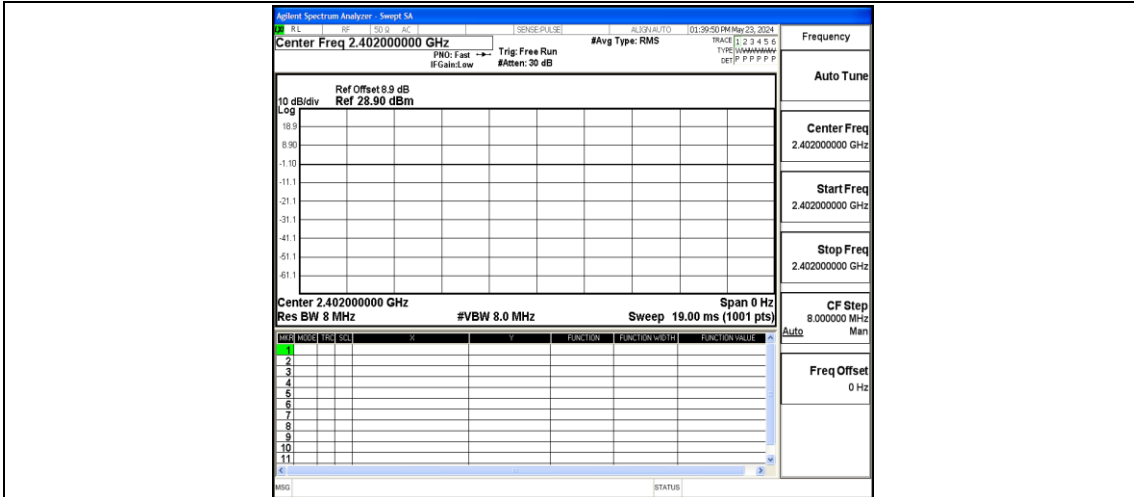 Agilent Spectrum Analyzer - Swept SA
RL RF 50 Ω AC SENSE:PULSE ALIGN AUTO 01:39:50 PM May 23, 2024
Center Freq 2.402000000 GHz
#Avg Type: RMS
TRACE 1 2 3 4 5 6
PNO: Fast Trig: Free Run
TYPE
IFGain:Low #Atten: 30 dB
DET P P P P P P
Ref Offset 8.9 dB
10 dB/div Ref 28.90 dBm
Log
18.9
8.90
-1.10
-11.1
-21.1
-31.1
-41.1
-51.1
-61.1
Center 2.402000000 GHz Span 0 Hz
Res BW 8 MHz #VBW 8.0 MHz Sweep 19.00 ms (1001 pts)
MKR MODE TRC SCL X Y FUNCTION FUNCTION WIDTH FUNCTION VALUE
1
2
3
4
5
6
7
8
9
10
11
MSG STATUS
Frequency
Auto Tune
Center Freq
2.402000000 GHz
Start Freq
2.402000000 GHz
Stop Freq
2.402000000 GHz
CF Step
8.000000 MHz
Auto Man
Freq Offset
0 Hz